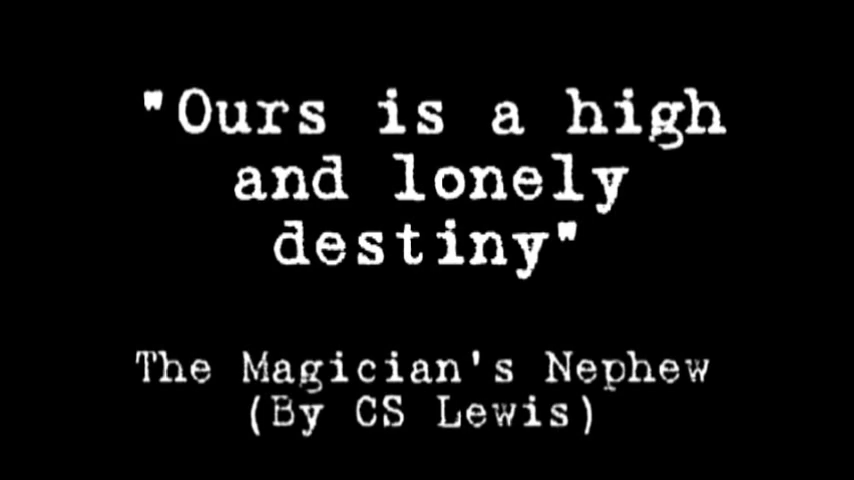 "Ours is a high
and lonely
destiny"
The Magician's Nephew
(By CS Lewis)